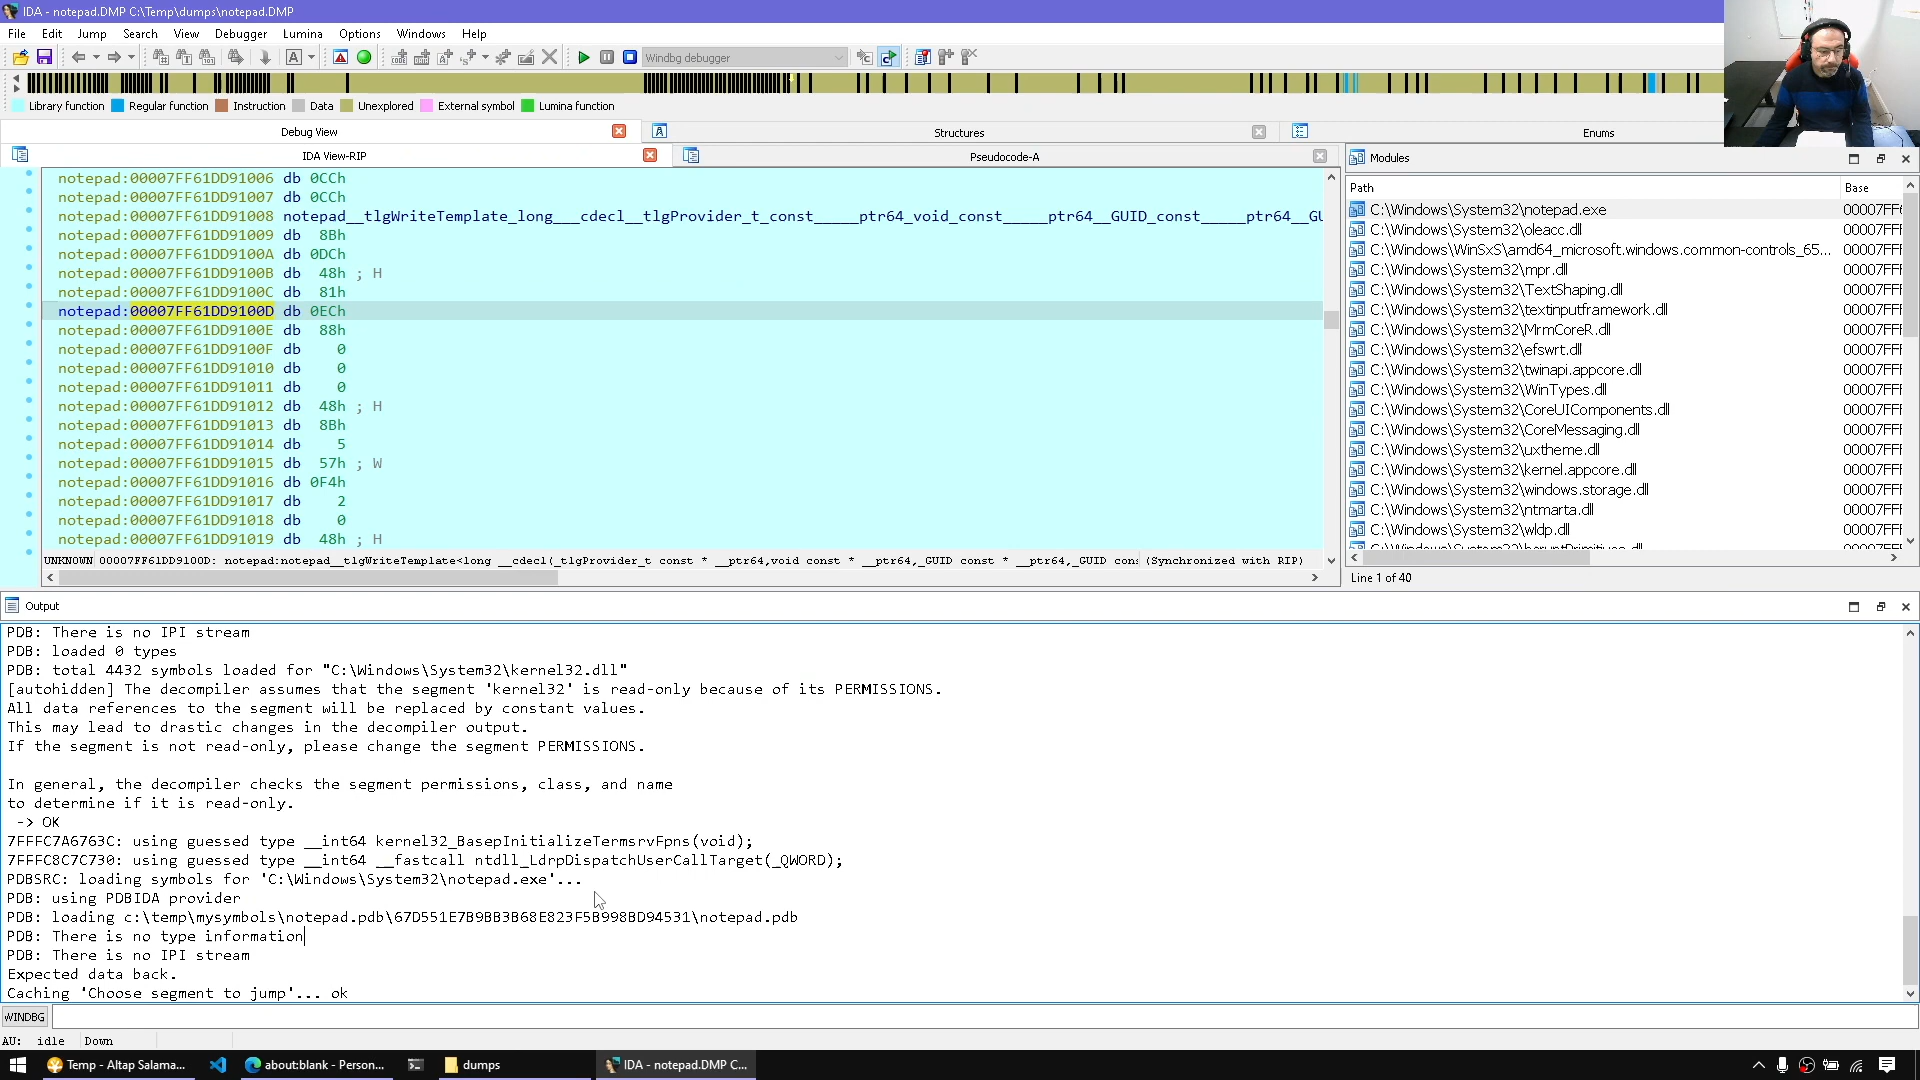 IDA - notepad.DMP C:\Temp\dumps\notepad.DMP
File Edit Jump Search View Debugger Lumina Options Windows Help
Windbg debugger
Library function Regular function Instruction Data Unexplored External symbol Lumina function
Debug View Structures Enums
IDA View-RIP Pseudocode-A Modules
notepad:00007FF61DD91006 db 0CCh
notepad:00007FF61DD91007 db 0CCh
notepad:00007FF61DD91008 notepad__tlgWriteTemplate_long___cdecl__tlgProvider_t_const_____ptr64_void_const_____ptr64__GUID_const_____ptr64__GU
notepad:00007FF61DD91009 db 8Bh
notepad:00007FF61DD9100A db 0DCh
notepad:00007FF61DD9100B db 48h ; H
notepad:00007FF61DD9100C db 81h
notepad:00007FF61DD9100D db 0ECh
notepad:00007FF61DD9100E db 88h
notepad:00007FF61DD9100F db 0
notepad:00007FF61DD91010 db 0
notepad:00007FF61DD91011 db 0
notepad:00007FF61DD91012 db 48h ; H
notepad:00007FF61DD91013 db 8Bh
notepad:00007FF61DD91014 db 5
notepad:00007FF61DD91015 db 57h ; W
notepad:00007FF61DD91016 db 0F4h
notepad:00007FF61DD91017 db 2
notepad:00007FF61DD91018 db 0
notepad:00007FF61DD91019 db 48h ; H
UNKNOWN 00007FF61DD9100D: notepad:notepad__tlgWriteTemplate<long __cdecl(_tlgProvider_t const * __ptr64,void const * __ptr64,_GUID const * __ptr64,_GUID cons (Synchronized with RIP)
Path Base
C:\Windows\System32\notepad.exe 00007FF6
C:\Windows\System32\oleacc.dll 00007FFF
C:\Windows\WinSxS\amd64_microsoft.windows.common-controls_65... 00007FFF
C:\Windows\System32\mpr.dll 00007FFF
C:\Windows\System32\TextShaping.dll 00007FFF
C:\Windows\System32\textinputframework.dll 00007FFF
C:\Windows\System32\MrmCoreR.dll 00007FFF
C:\Windows\System32\efswrt.dll 00007FFF
C:\Windows\System32\twinapi.appcore.dll 00007FFF
C:\Windows\System32\WinTypes.dll 00007FFF
C:\Windows\System32\CoreUIComponents.dll 00007FFF
C:\Windows\System32\CoreMessaging.dll 00007FFF
C:\Windows\System32\uxtheme.dll 00007FFF
C:\Windows\System32\kernel.appcore.dll 00007FFF
C:\Windows\System32\windows.storage.dll 00007FFF
C:\Windows\System32\ntmarta.dll 00007FFF
C:\Windows\System32\wldp.dll 00007FFF
Line 1 of 40
Output
PDB: There is no IPI stream
PDB: loaded 0 types
PDB: total 4432 symbols loaded for "C:\Windows\System32\kernel32.dll"
[autohidden] The decompiler assumes that the segment 'kernel32' is read-only because of its PERMISSIONS.
All data references to the segment will be replaced by constant values.
This may lead to drastic changes in the decompiler output.
If the segment is not read-only, please change the segment PERMISSIONS.
In general, the decompiler checks the segment permissions, class, and name
to determine if it is read-only.
-> OK
7FFFC7A6763C: using guessed type __int64 kernel32_BasepInitializeTermsrvFpns(void);
7FFFC8C7C730: using guessed type __int64 __fastcall ntdll_LdrpDispatchUserCallTarget(_QWORD);
PDBSRC: loading symbols for 'C:\Windows\System32\notepad.exe'...
PDB: using PDBIDA provider
PDB: loading c:\temp\mysymbols\notepad.pdb\67D551E7B9BB3B68E823F5B998BD94531\notepad.pdb
PDB: There is no type information
PDB: There is no IPI stream
Expected data back.
Caching 'Choose segment to jump'... ok
WINDBG
AU: idle Down
Temp - Altap Salama... about:blank - Person... dumps IDA - notepad.DMP C...